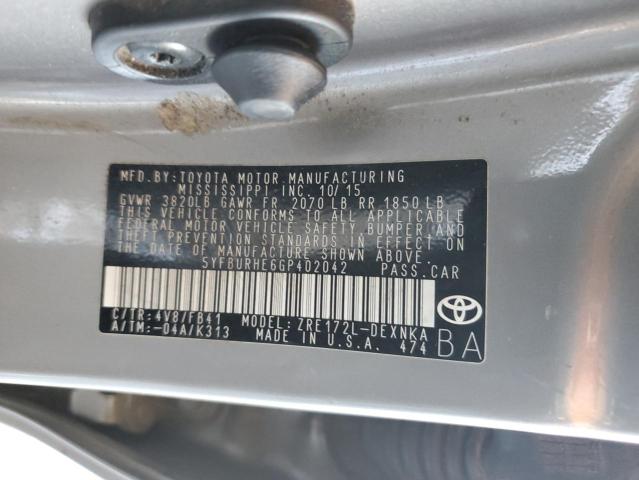 MFD.BY:TOYOTA MOTOR MANUFACTURING
MISSISSIPPI INC. 10/15
GVWR 3820LB GAWR FR 2070 LB RR 1850 LB
THIS VEHICLE CONFORMS TO ALL APPLICABLE
FEDERAL MOTOR VEHICLE SAFETY, BUMPER, AND
THEFT PREVENTION STANDARDS IN EFFECT ON
THE DATE OF MANUFACTURE SHOWN ABOVE.
5YFBURHE6GP402042 PASS.CAR
C/TR:4V8/FB41 MODEL: ZRE172L-DEXNKA
A/TM:-04A/K313 MADE IN U.S.A. 474
BA